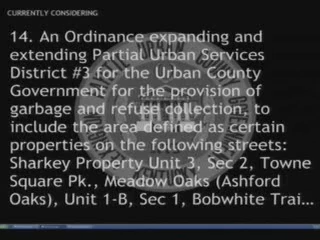 CURRENTLY CONSIDERING
14. An Ordinance expanding and
extending Partial Urban Services
District #3 for the Urban County
Government for the provision of
garbage and refuse collection, to
include the area defined as certain
properties on the following streets:
Sharkey Property Unit 3, Sec 2, Towne
Square Pk., Meadow Oaks (Ashford
Oaks), Unit 1-B, Sec 1, Bobwhite Trai...